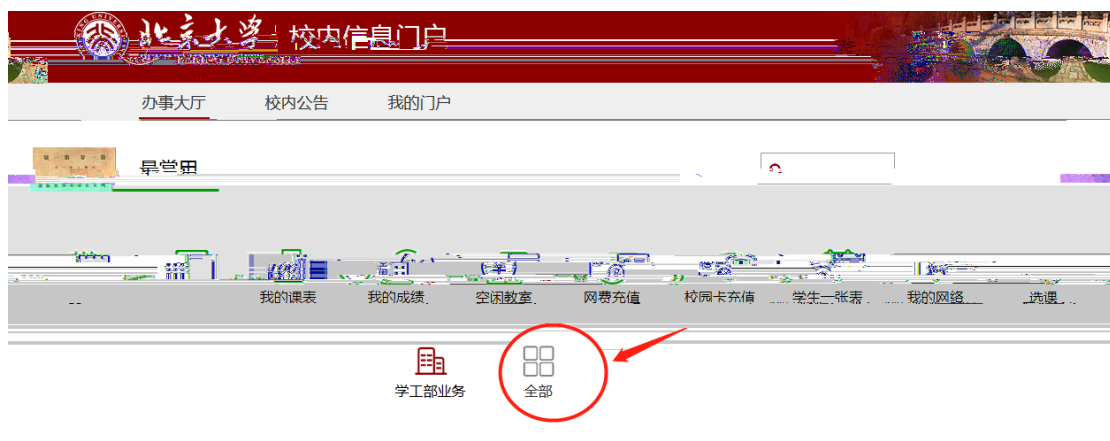 北京大学 校内信息门户
办事大厅 校内公告 我的门户
最常用
我的课表 我的成绩 空闲教室 网费充值 校园卡充值 学生一张表 我的网络 选课
学工部业务 全部